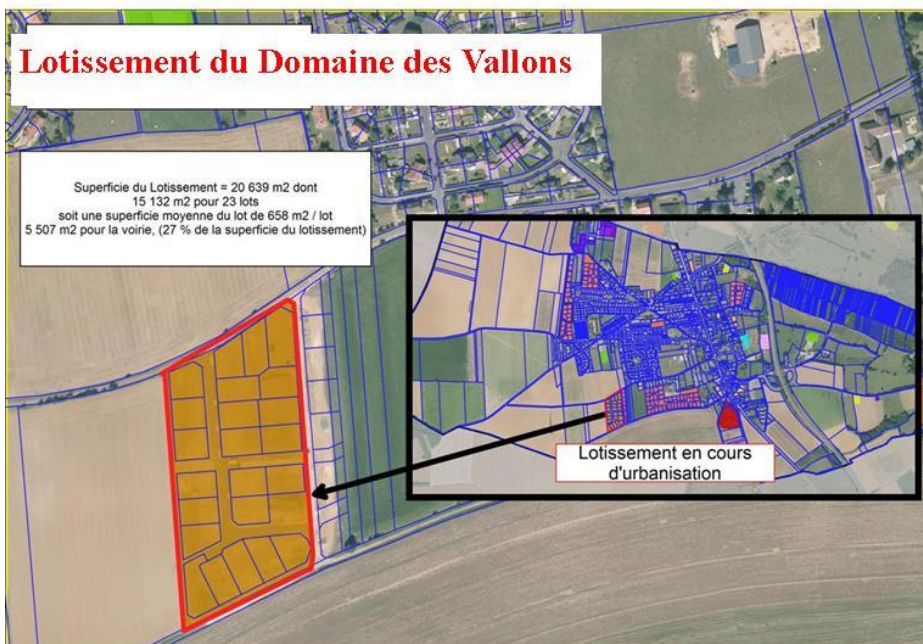 Lotissement du Domaine des Vallons
Superficie du Lotissement = 20 639 m2 dont
15 132 m2 pour 23 lots
soit une superficie moyenne du lot de 658 m2 / lot
5 507 m2 pour la voirie, (27 % de la superficie du lotissement)
Lotissement en cours
d'urbanisation